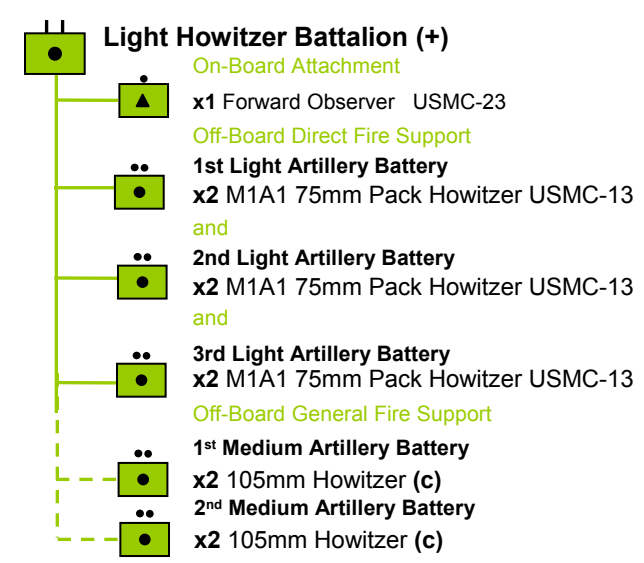 Light Howitzer Battalion (+)
On-Board Attachment
x1 Forward Observer USMC-23
Off-Board Direct Fire Support
1st Light Artillery Battery
x2 M1A1 75mm Pack Howitzer USMC-13
and
2nd Light Artillery Battery
x2 M1A1 75mm Pack Howitzer USMC-13
and
3rd Light Artillery Battery
x2 M1A1 75mm Pack Howitzer USMC-13
Off-Board General Fire Support
1st Medium Artillery Battery
x2 105mm Howitzer (c)
2nd Medium Artillery Battery
x2 105mm Howitzer (c)